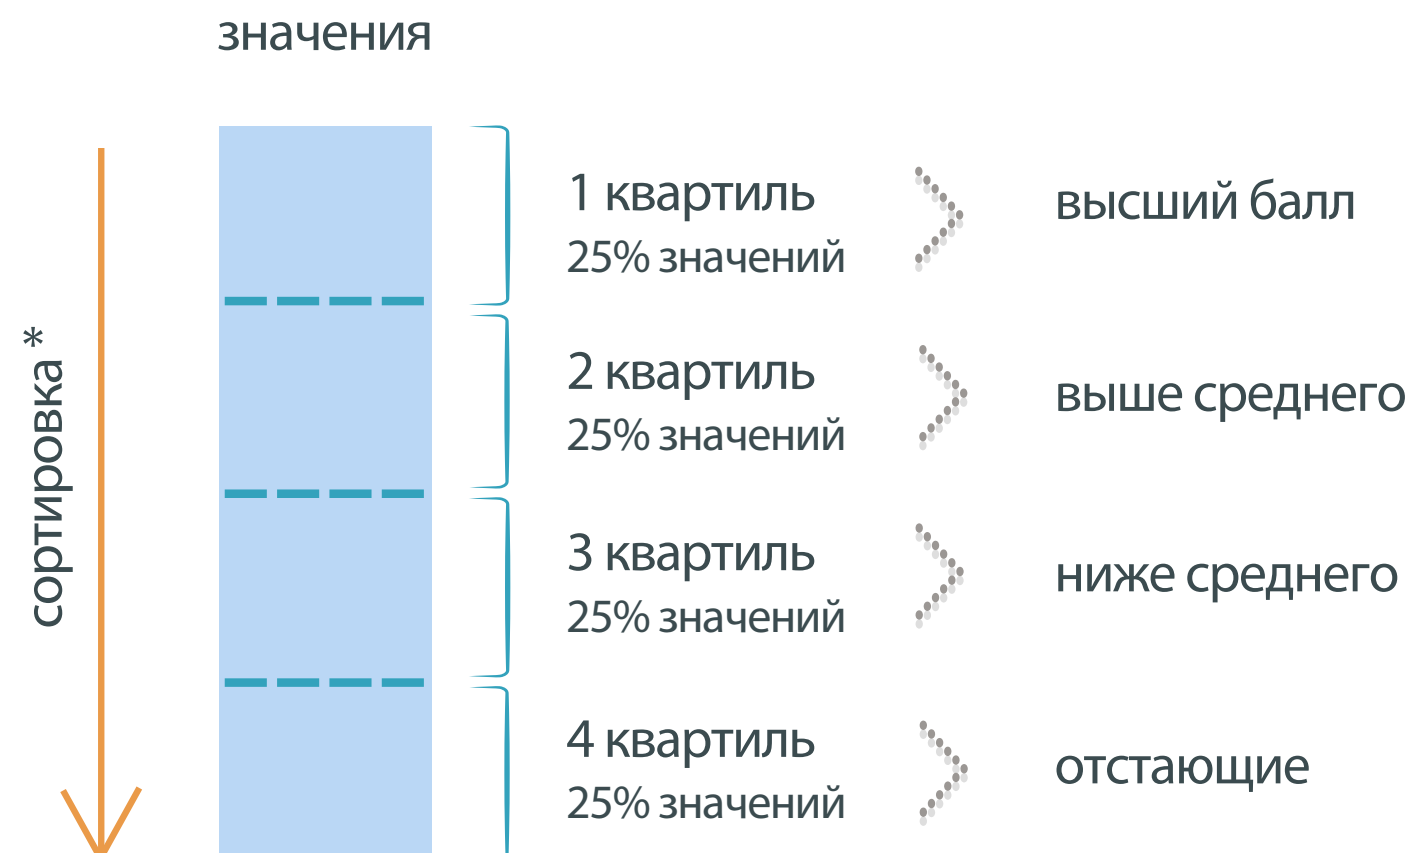 значения
сортировка*
1 квартиль
25% значений
высший балл
2 квартиль
25% значений
выше среднего
3 квартиль
25% значений
ниже среднего
4 квартиль
25% значений
отстающие